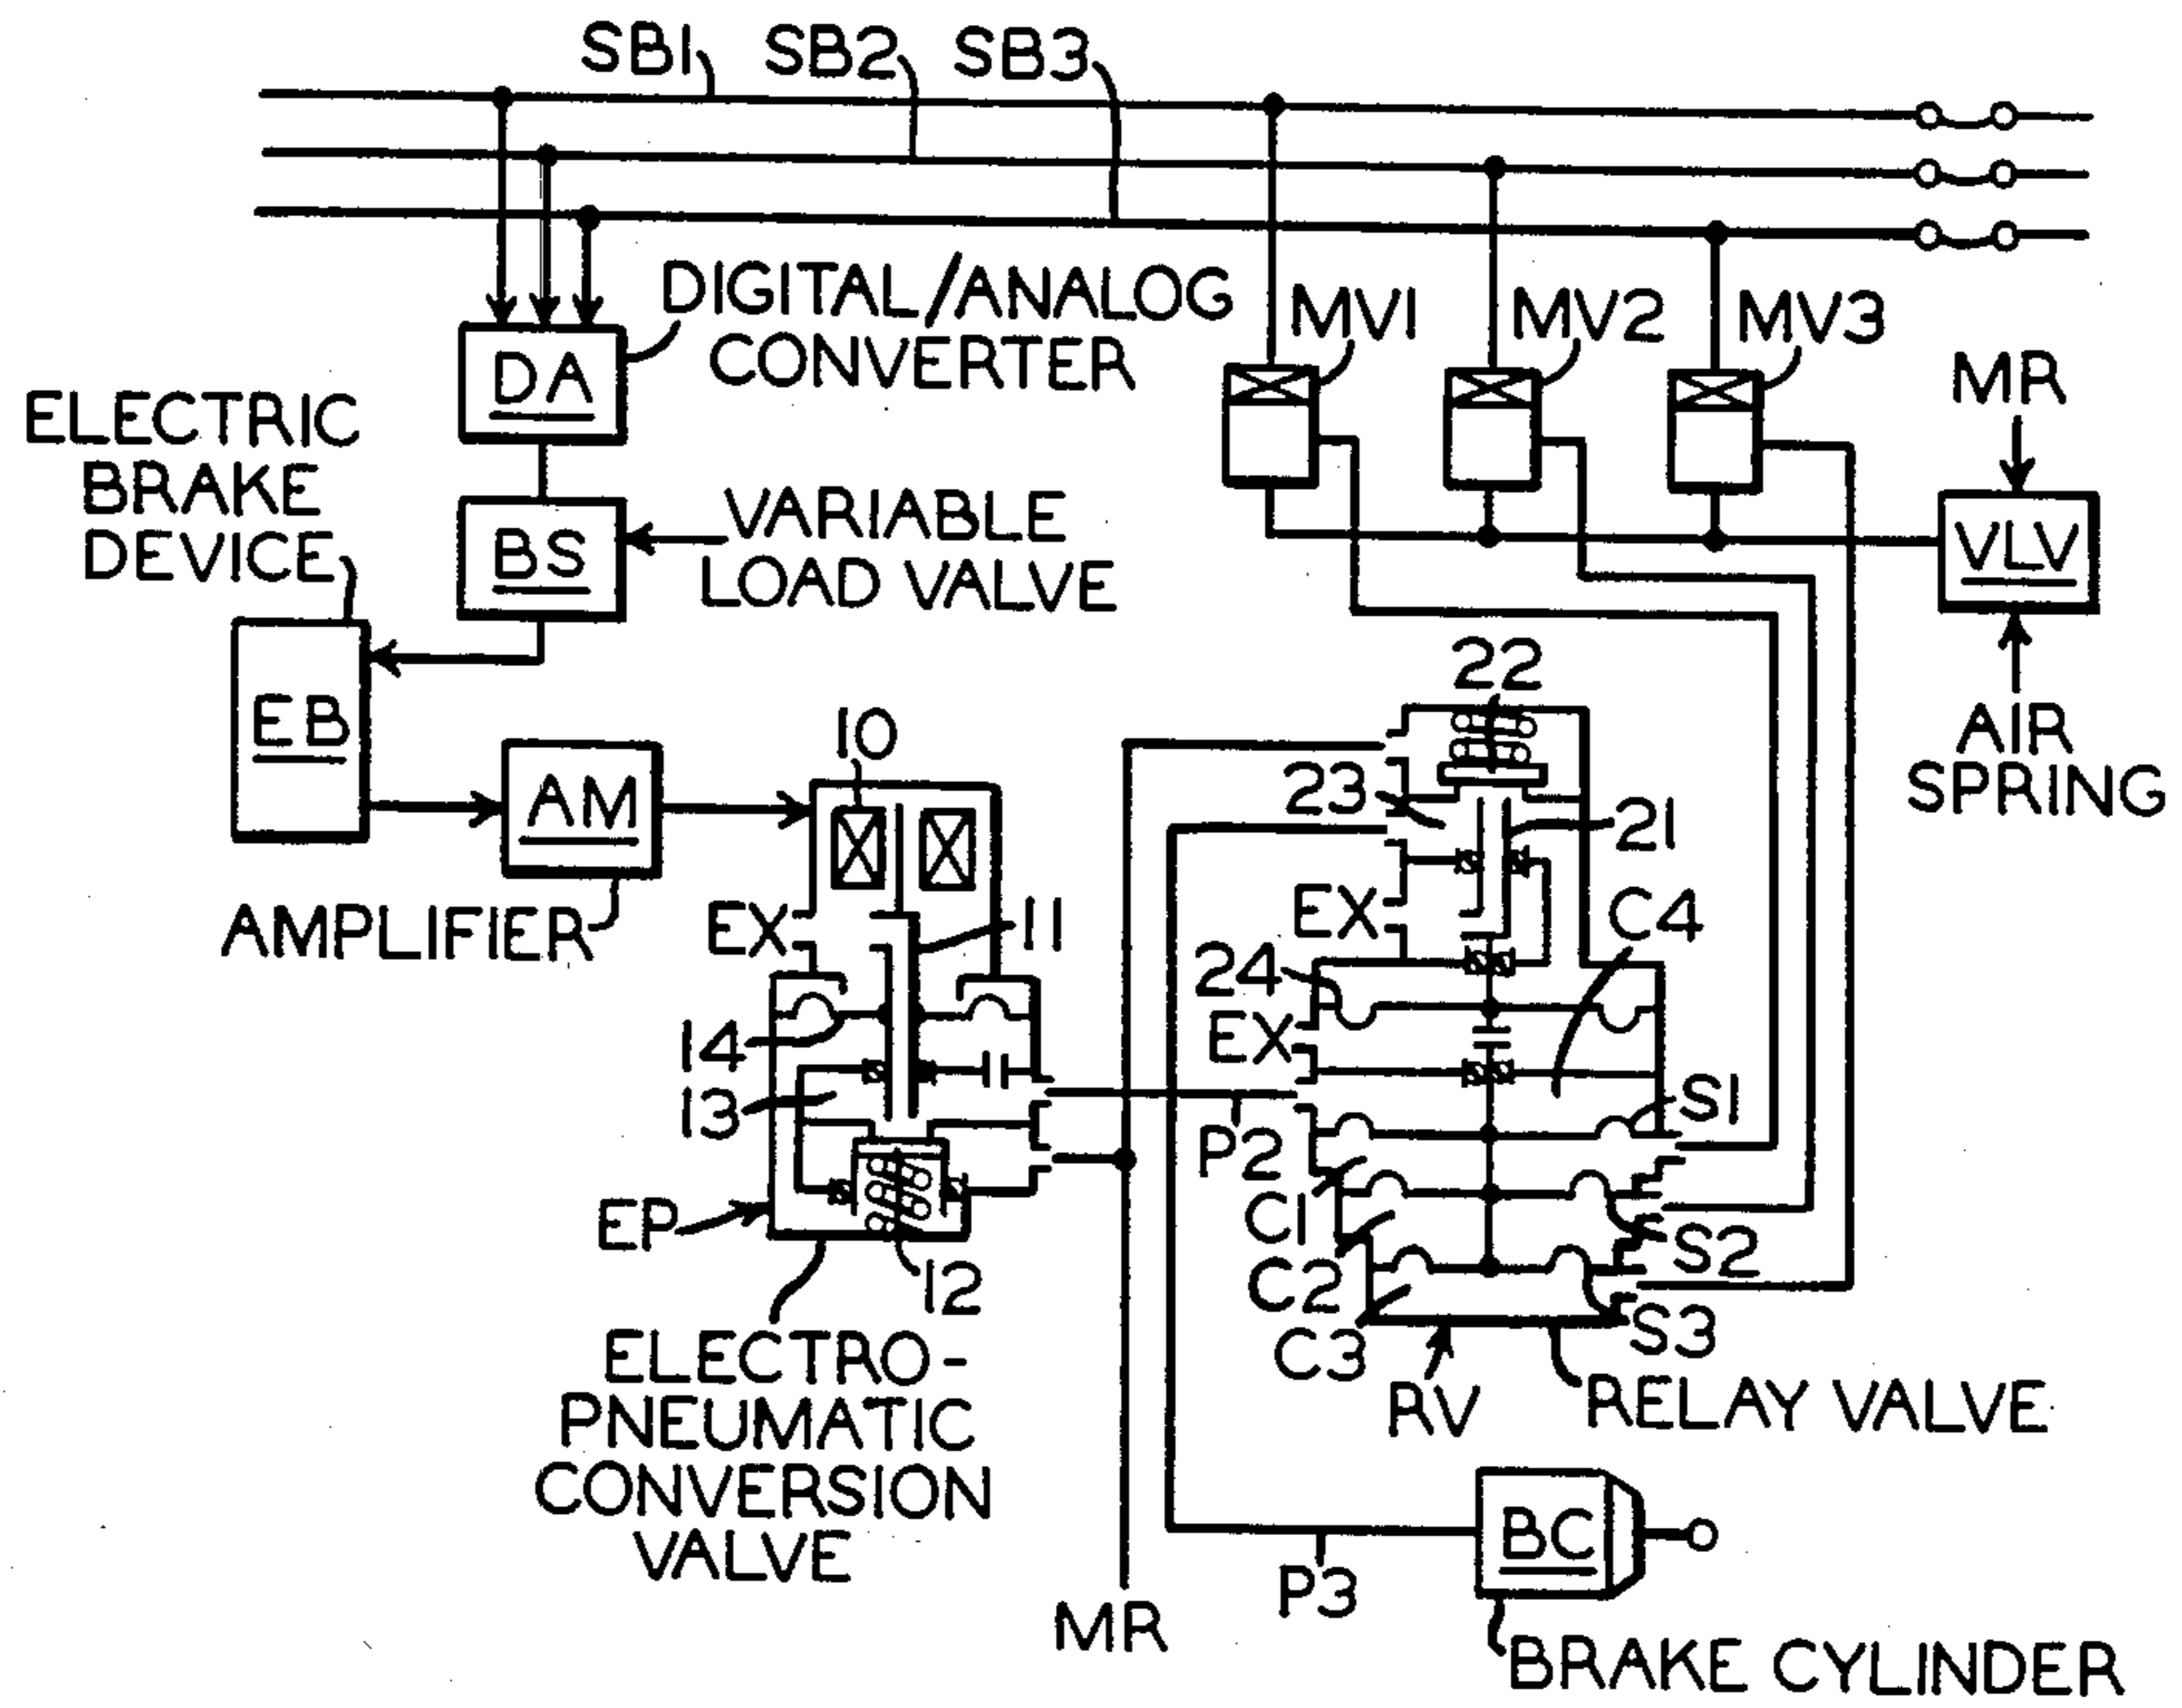 SB1 SB2 SB3
DIGITAL/ANALOG
CONVERTER
DA
MV1 MV2 MV3
MR
ELECTRIC
BRAKE
DEVICE
BS
VARIABLE
LOAD VALVE
VLV
AIR
SPRING
EB
AM
AMPLIFIER
10
EX
11
14
13
EP
12
ELECTRO-
PNEUMATIC
CONVERSION
VALVE
22
23
21
EX
C4
24
EX
S1
P2
C1
C2
S2
C3
S3
RV
RELAY VALVE
MR
P3
BC
BRAKE CYLINDER